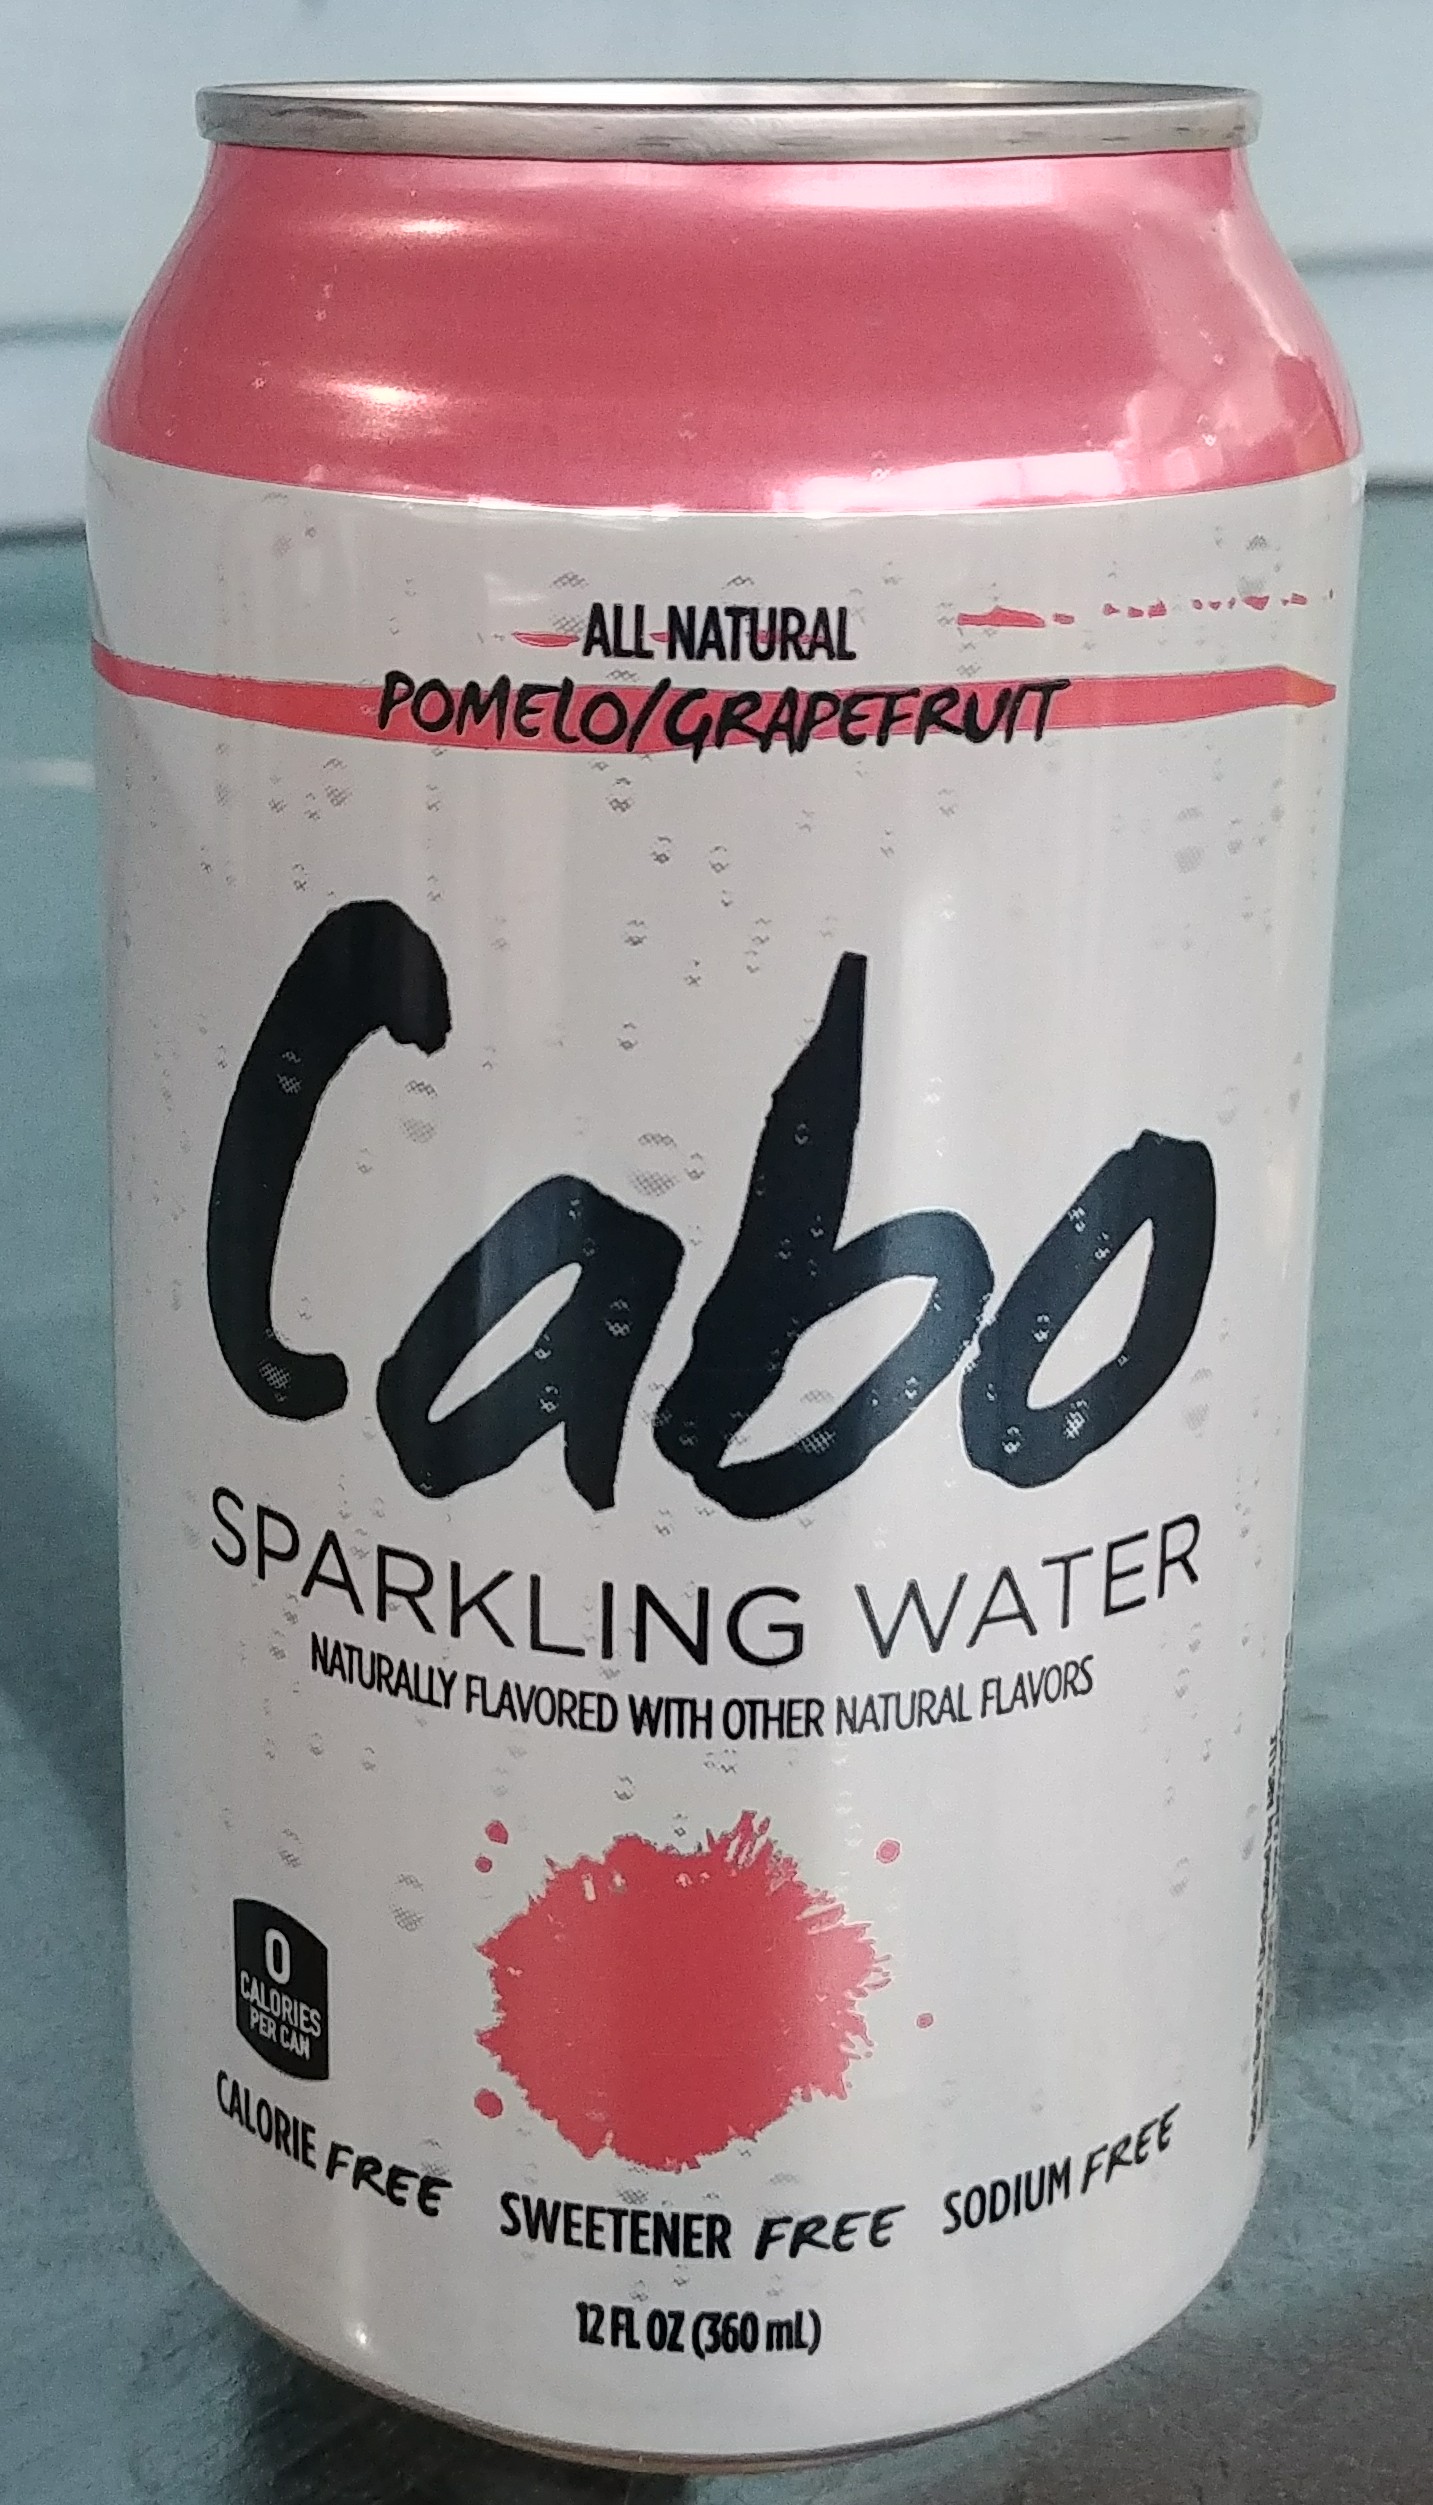 ALL NATURAL
POMELO/GRAPEFRUIT
Cabo
SPARKLING WATER
NATURALLY FLAVORED WITH OTHER NATURAL FLAVORS
0
CALORIES
PER CAN
CALORIE FREE SWEETENER FREE SODIUM FREE
12 FL OZ (360 mL)